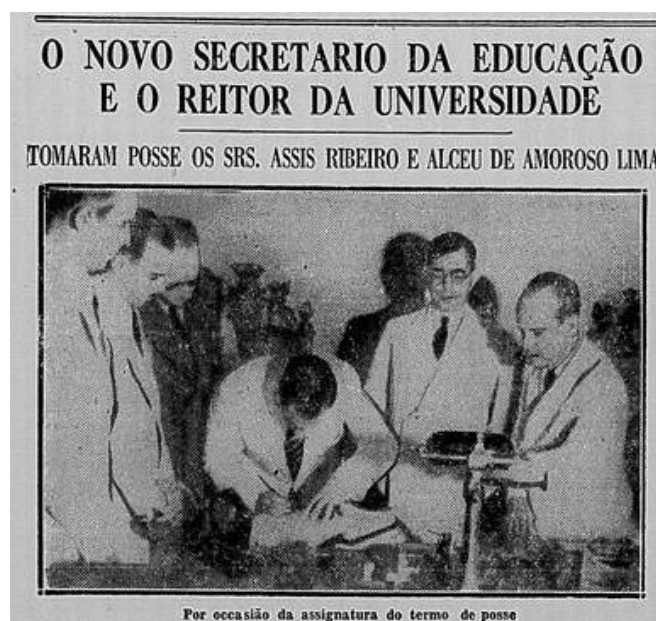 O NOVO SECRETARIO DA EDUCAÇÃO
E O REITOR DA UNIVERSIDADE
TOMARAM POSSE OS SRS. ASSIS RIBEIRO E ALCEU DE AMOROSO LIMA
Por occasião da assignatura do termo de posse